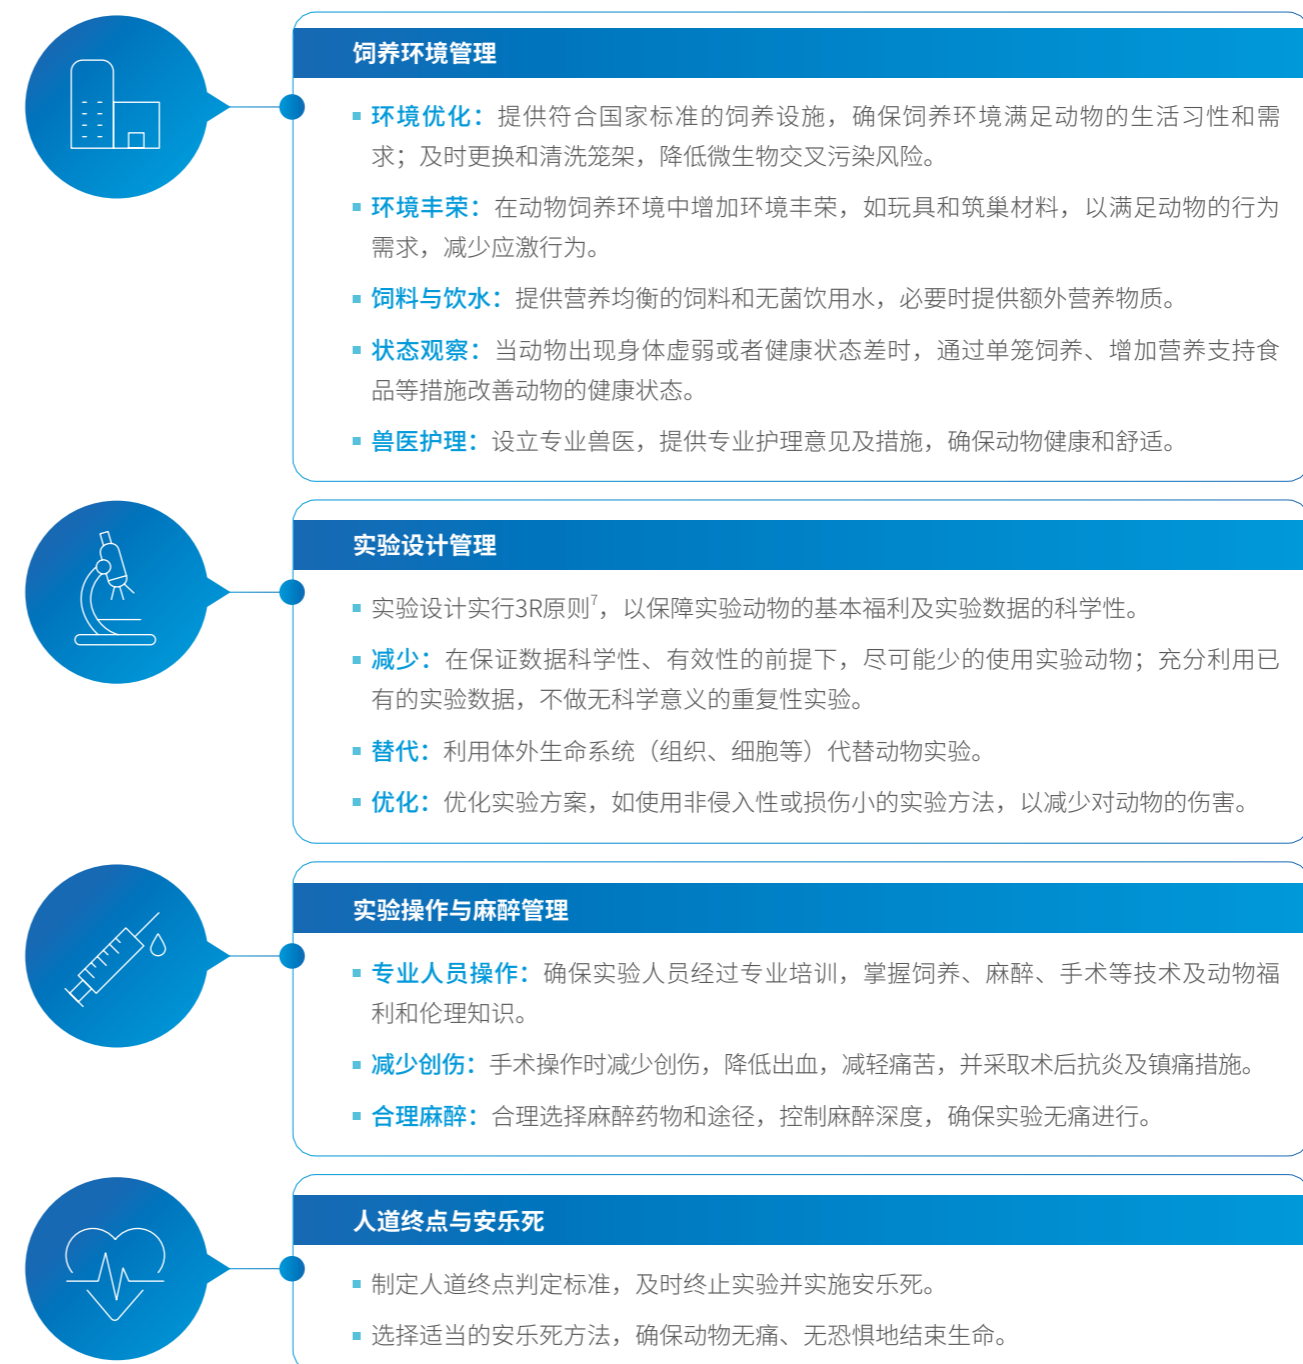 饲养环境管理
▪ 环境优化：提供符合国家标准的饲养设施，确保饲养环境满足动物的生活习性和需
求；及时更换和清洗笼架，降低微生物交叉污染风险。
▪ 环境丰荣：在动物饲养环境中增加环境丰荣，如玩具和筑巢材料，以满足动物的行为
需求，减少应激行为。
▪ 饲料与饮水：提供营养均衡的饲料和无菌饮用水，必要时提供额外营养物质。
▪ 状态观察：当动物出现身体虚弱或者健康状态差时，通过单笼饲养、增加营养支持食
品等措施改善动物的健康状态。
▪ 兽医护理：设立专业兽医，提供专业护理意见及措施，确保动物健康和舒适。
实验设计管理
▪ 实验设计实行3R原则⁷，以保障实验动物的基本福利及实验数据的科学性。
▪ 减少：在保证数据科学性、有效性的前提下，尽可能少的使用实验动物；充分利用已
有的实验数据，不做无科学意义的重复性实验。
▪ 替代：利用体外生命系统（组织、细胞等）代替动物实验。
▪ 优化：优化实验方案，如使用非侵入性或损伤小的实验方法，以减少对动物的伤害。
实验操作与麻醉管理
▪ 专业人员操作：确保实验人员经过专业培训，掌握饲养、麻醉、手术等技术及动物福
利和伦理知识。
▪ 减少创伤：手术操作时减少创伤，降低出血，减轻痛苦，并采取术后抗炎及镇痛措施。
▪ 合理麻醉：合理选择麻醉药物和途径，控制麻醉深度，确保实验无痛进行。
人道终点与安乐死
▪ 制定人道终点判定标准，及时终止实验并实施安乐死。
▪ 选择适当的安乐死方法，确保动物无痛、无恐惧地结束生命。